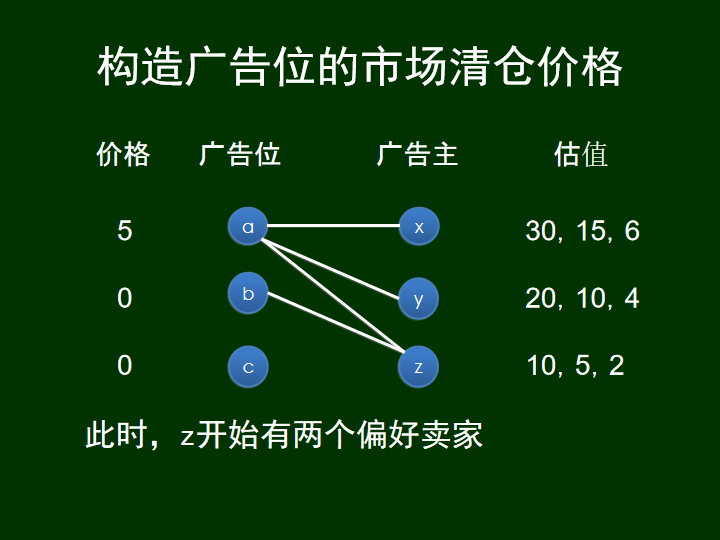 构造广告位的市场清仓价格
价格 广告位 广告主 估值
5 a x 30, 15, 6
0 b y 20, 10, 4
0 c z 10, 5, 2
此时，z开始有两个偏好卖家